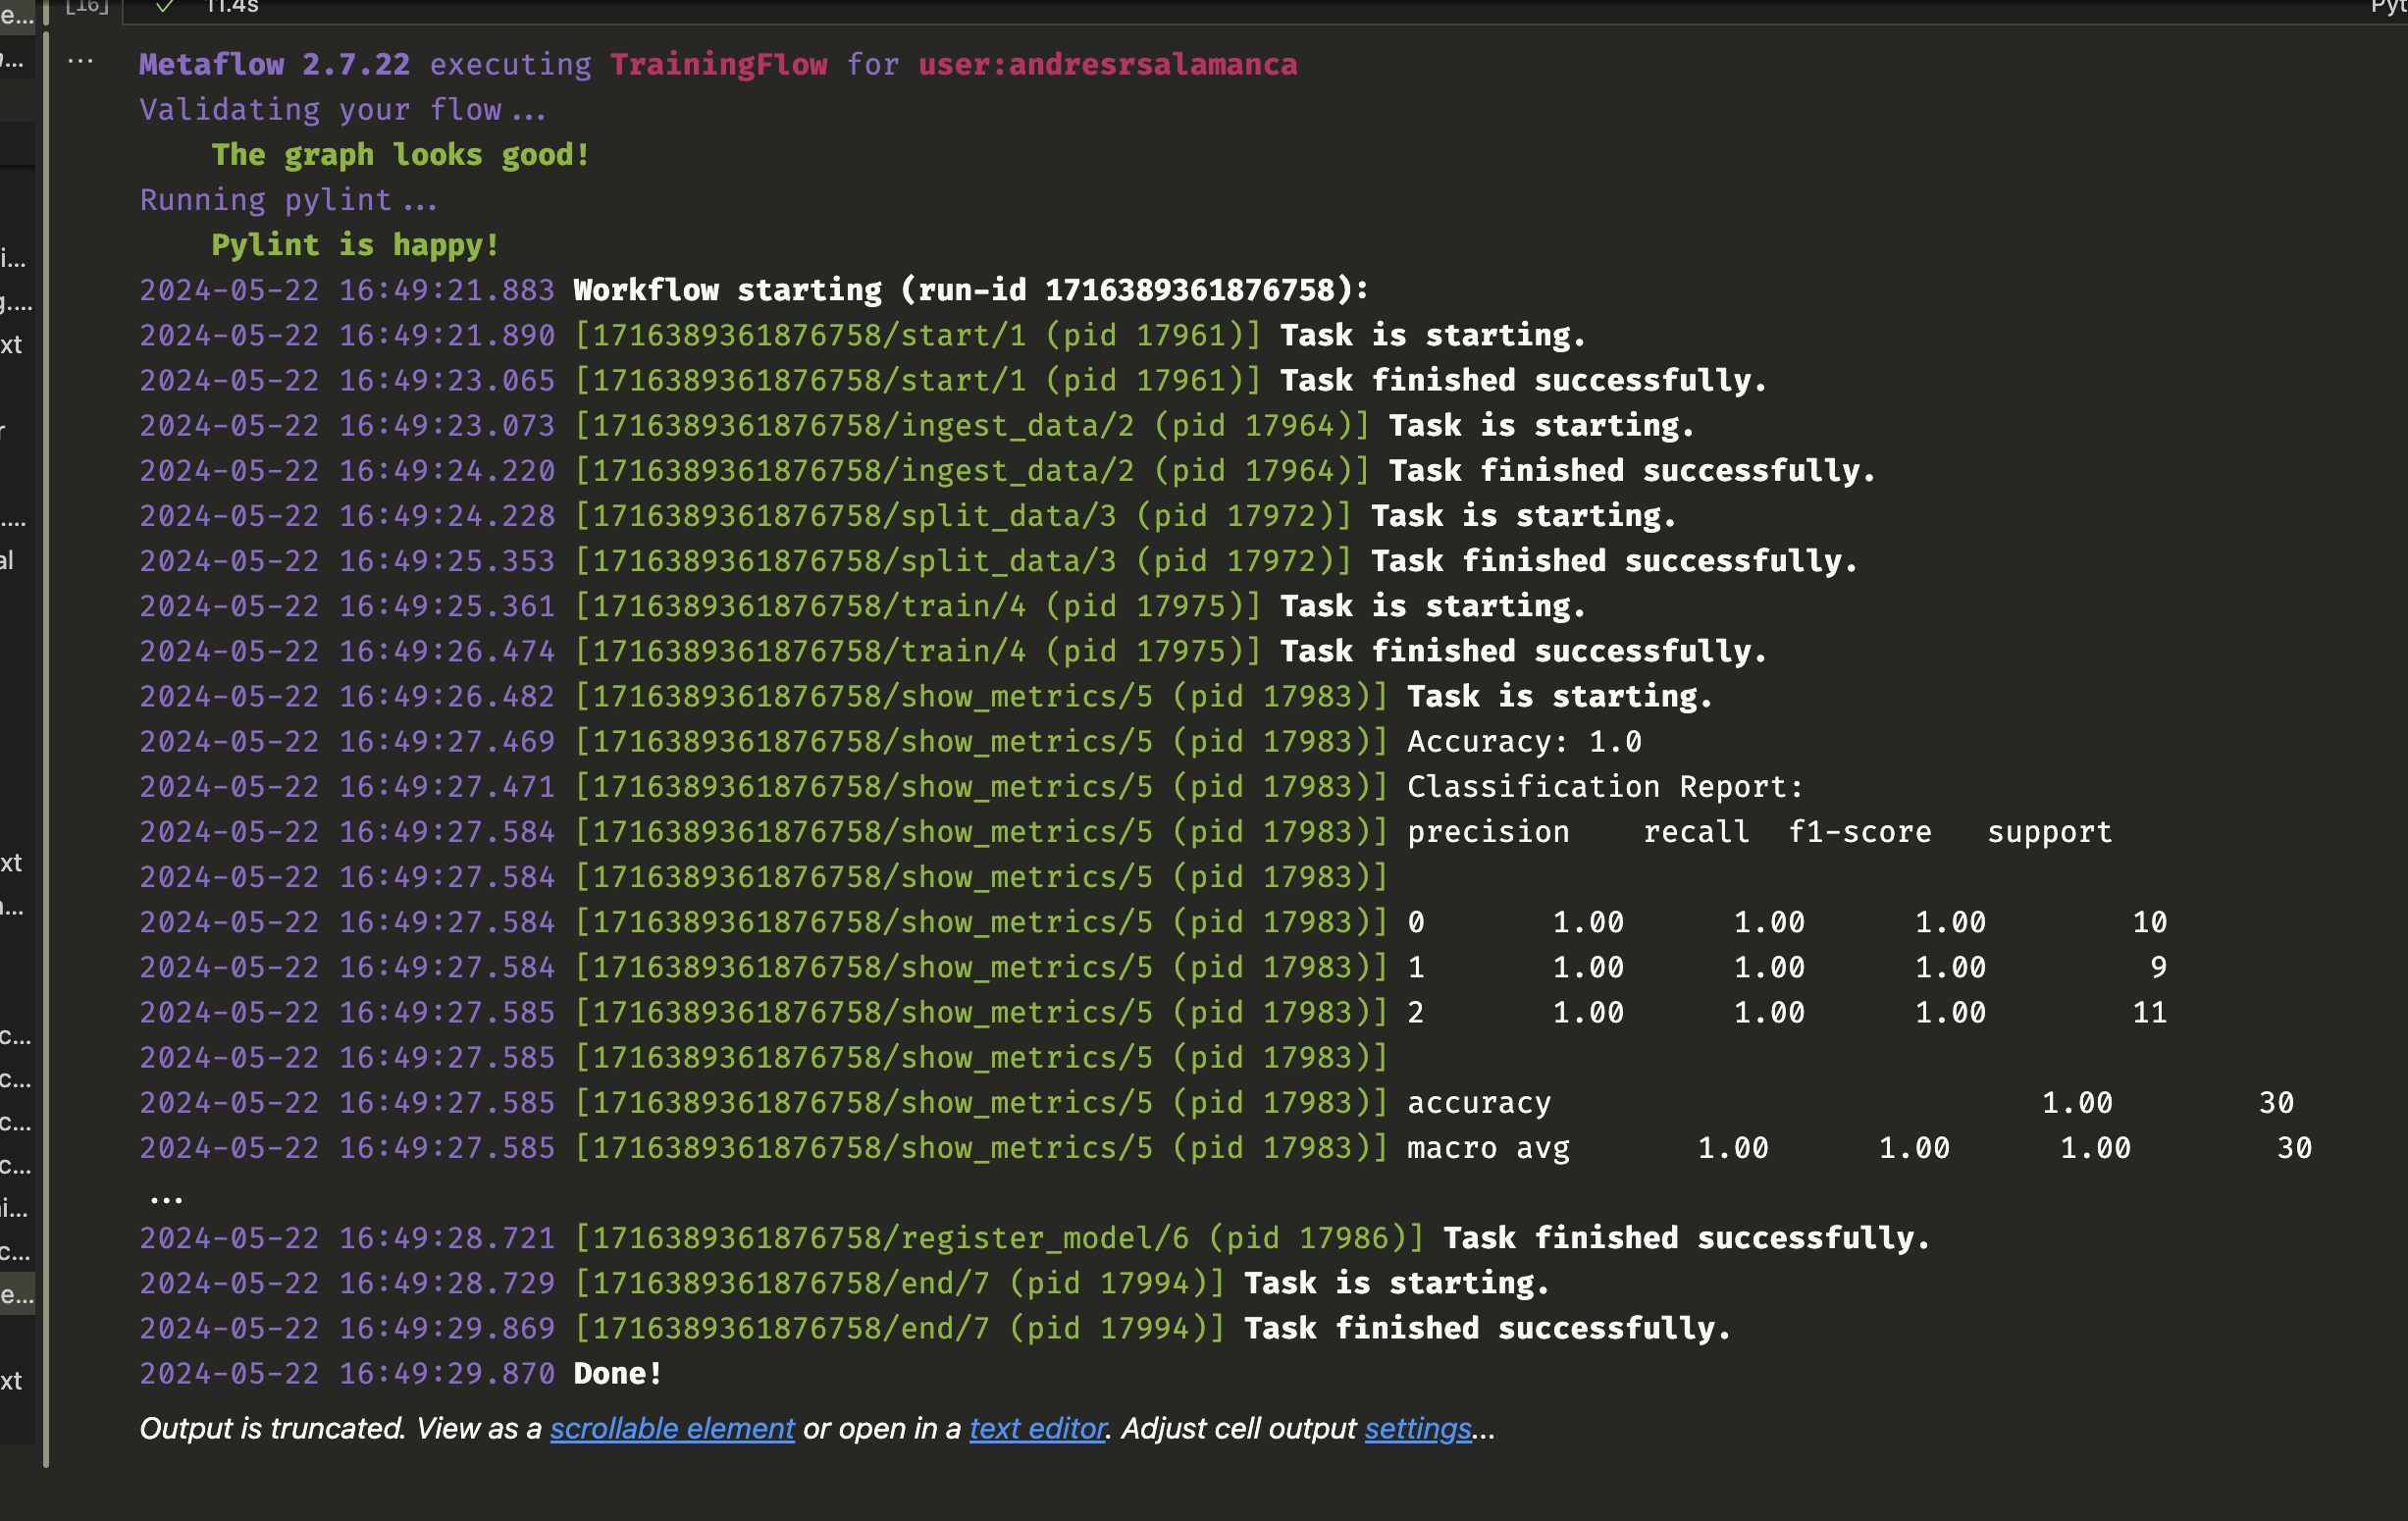 [16] ✓ 11.4s Pyt
... Metaflow 2.7.22 executing TrainingFlow for user:andresrsalamanca
Validating your flow...
    The graph looks good!
Running pylint...
    Pylint is happy!
2024-05-22 16:49:21.883 Workflow starting (run-id 1716389361876758):
2024-05-22 16:49:21.890 [1716389361876758/start/1 (pid 17961)] Task is starting.
2024-05-22 16:49:23.065 [1716389361876758/start/1 (pid 17961)] Task finished successfully.
2024-05-22 16:49:23.073 [1716389361876758/ingest_data/2 (pid 17964)] Task is starting.
2024-05-22 16:49:24.220 [1716389361876758/ingest_data/2 (pid 17964)] Task finished successfully.
2024-05-22 16:49:24.228 [1716389361876758/split_data/3 (pid 17972)] Task is starting.
2024-05-22 16:49:25.353 [1716389361876758/split_data/3 (pid 17972)] Task finished successfully.
2024-05-22 16:49:25.361 [1716389361876758/train/4 (pid 17975)] Task is starting.
2024-05-22 16:49:26.474 [1716389361876758/train/4 (pid 17975)] Task finished successfully.
2024-05-22 16:49:26.482 [1716389361876758/show_metrics/5 (pid 17983)] Task is starting.
2024-05-22 16:49:27.469 [1716389361876758/show_metrics/5 (pid 17983)] Accuracy: 1.0
2024-05-22 16:49:27.471 [1716389361876758/show_metrics/5 (pid 17983)] Classification Report:
2024-05-22 16:49:27.584 [1716389361876758/show_metrics/5 (pid 17983)] precision    recall  f1-score   support
2024-05-22 16:49:27.584 [1716389361876758/show_metrics/5 (pid 17983)]
2024-05-22 16:49:27.584 [1716389361876758/show_metrics/5 (pid 17983)] 0       1.00      1.00      1.00        10
2024-05-22 16:49:27.584 [1716389361876758/show_metrics/5 (pid 17983)] 1       1.00      1.00      1.00         9
2024-05-22 16:49:27.585 [1716389361876758/show_metrics/5 (pid 17983)] 2       1.00      1.00      1.00        11
2024-05-22 16:49:27.585 [1716389361876758/show_metrics/5 (pid 17983)]
2024-05-22 16:49:27.585 [1716389361876758/show_metrics/5 (pid 17983)] accuracy                           1.00        30
2024-05-22 16:49:27.585 [1716389361876758/show_metrics/5 (pid 17983)] macro avg       1.00      1.00      1.00        30
...
2024-05-22 16:49:28.721 [1716389361876758/register_model/6 (pid 17986)] Task finished successfully.
2024-05-22 16:49:28.729 [1716389361876758/end/7 (pid 17994)] Task is starting.
2024-05-22 16:49:29.869 [1716389361876758/end/7 (pid 17994)] Task finished successfully.
2024-05-22 16:49:29.870 Done!
Output is truncated. View as a scrollable element or open in a text editor. Adjust cell output settings...